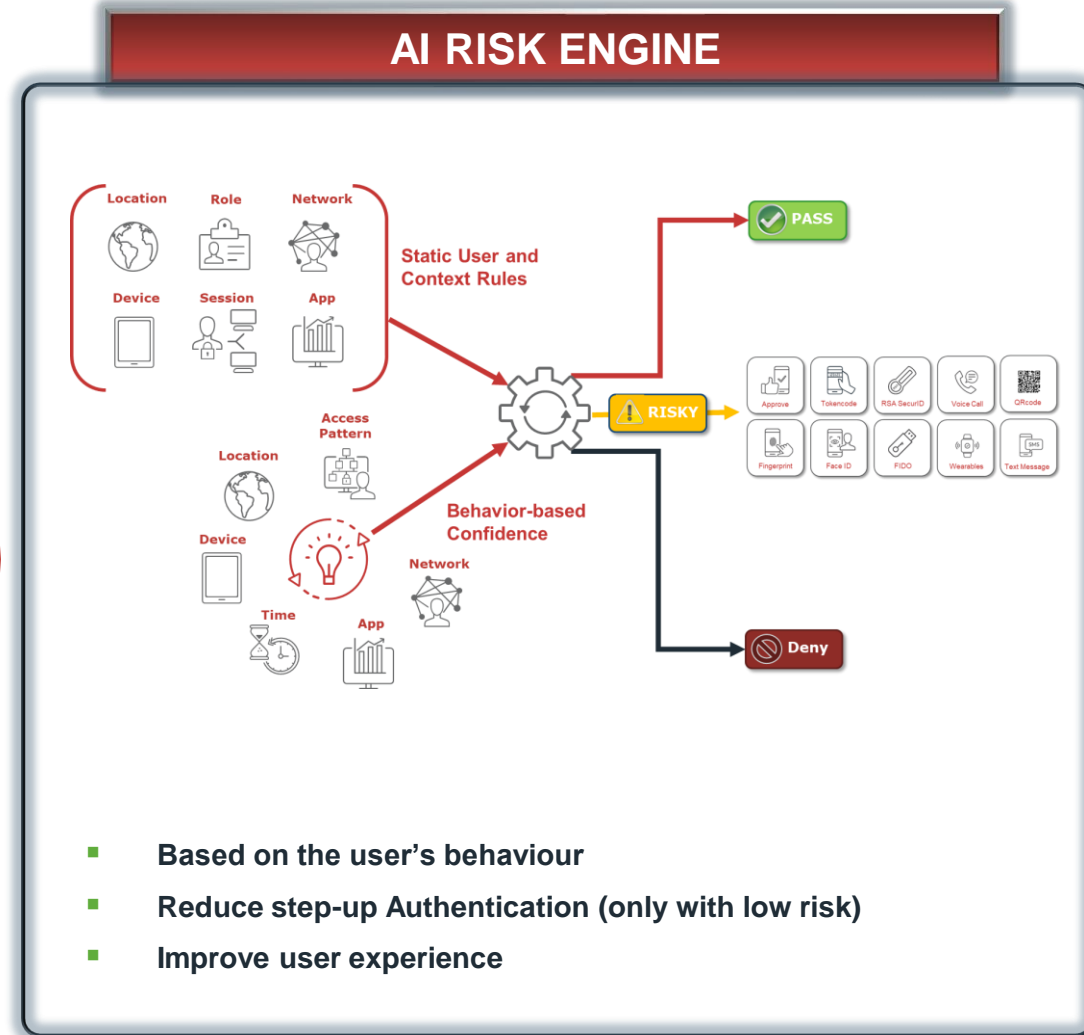 AI RISK ENGINE
Location
Role
Network
Device
Session
App
Static User and
Context Rules
PASS
RISKY
Approve
Tokencode
RSA SecurID
Voice Call
QRcode
Fingerprint
Face ID
FIDO
Wearables
SMS
Text Message
Access
Pattern
Location
Device
Time
App
Network
Behavior-based
Confidence
Deny
Based on the user's behaviour
Reduce step-up Authentication (only with low risk)
Improve user experience